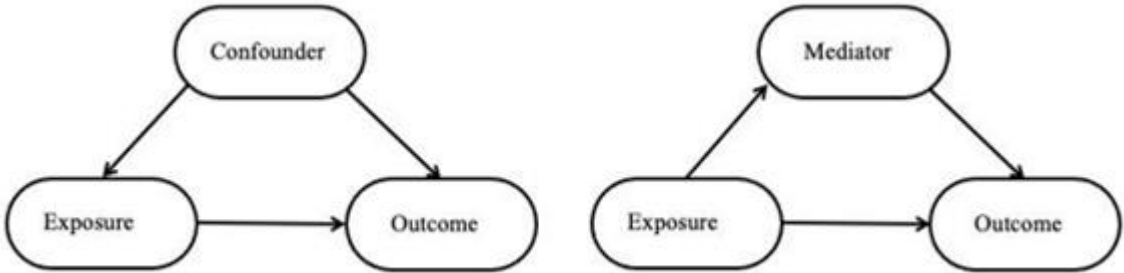 Confounder
Mediator
Exposure
Outcome
Exposure
Outcome